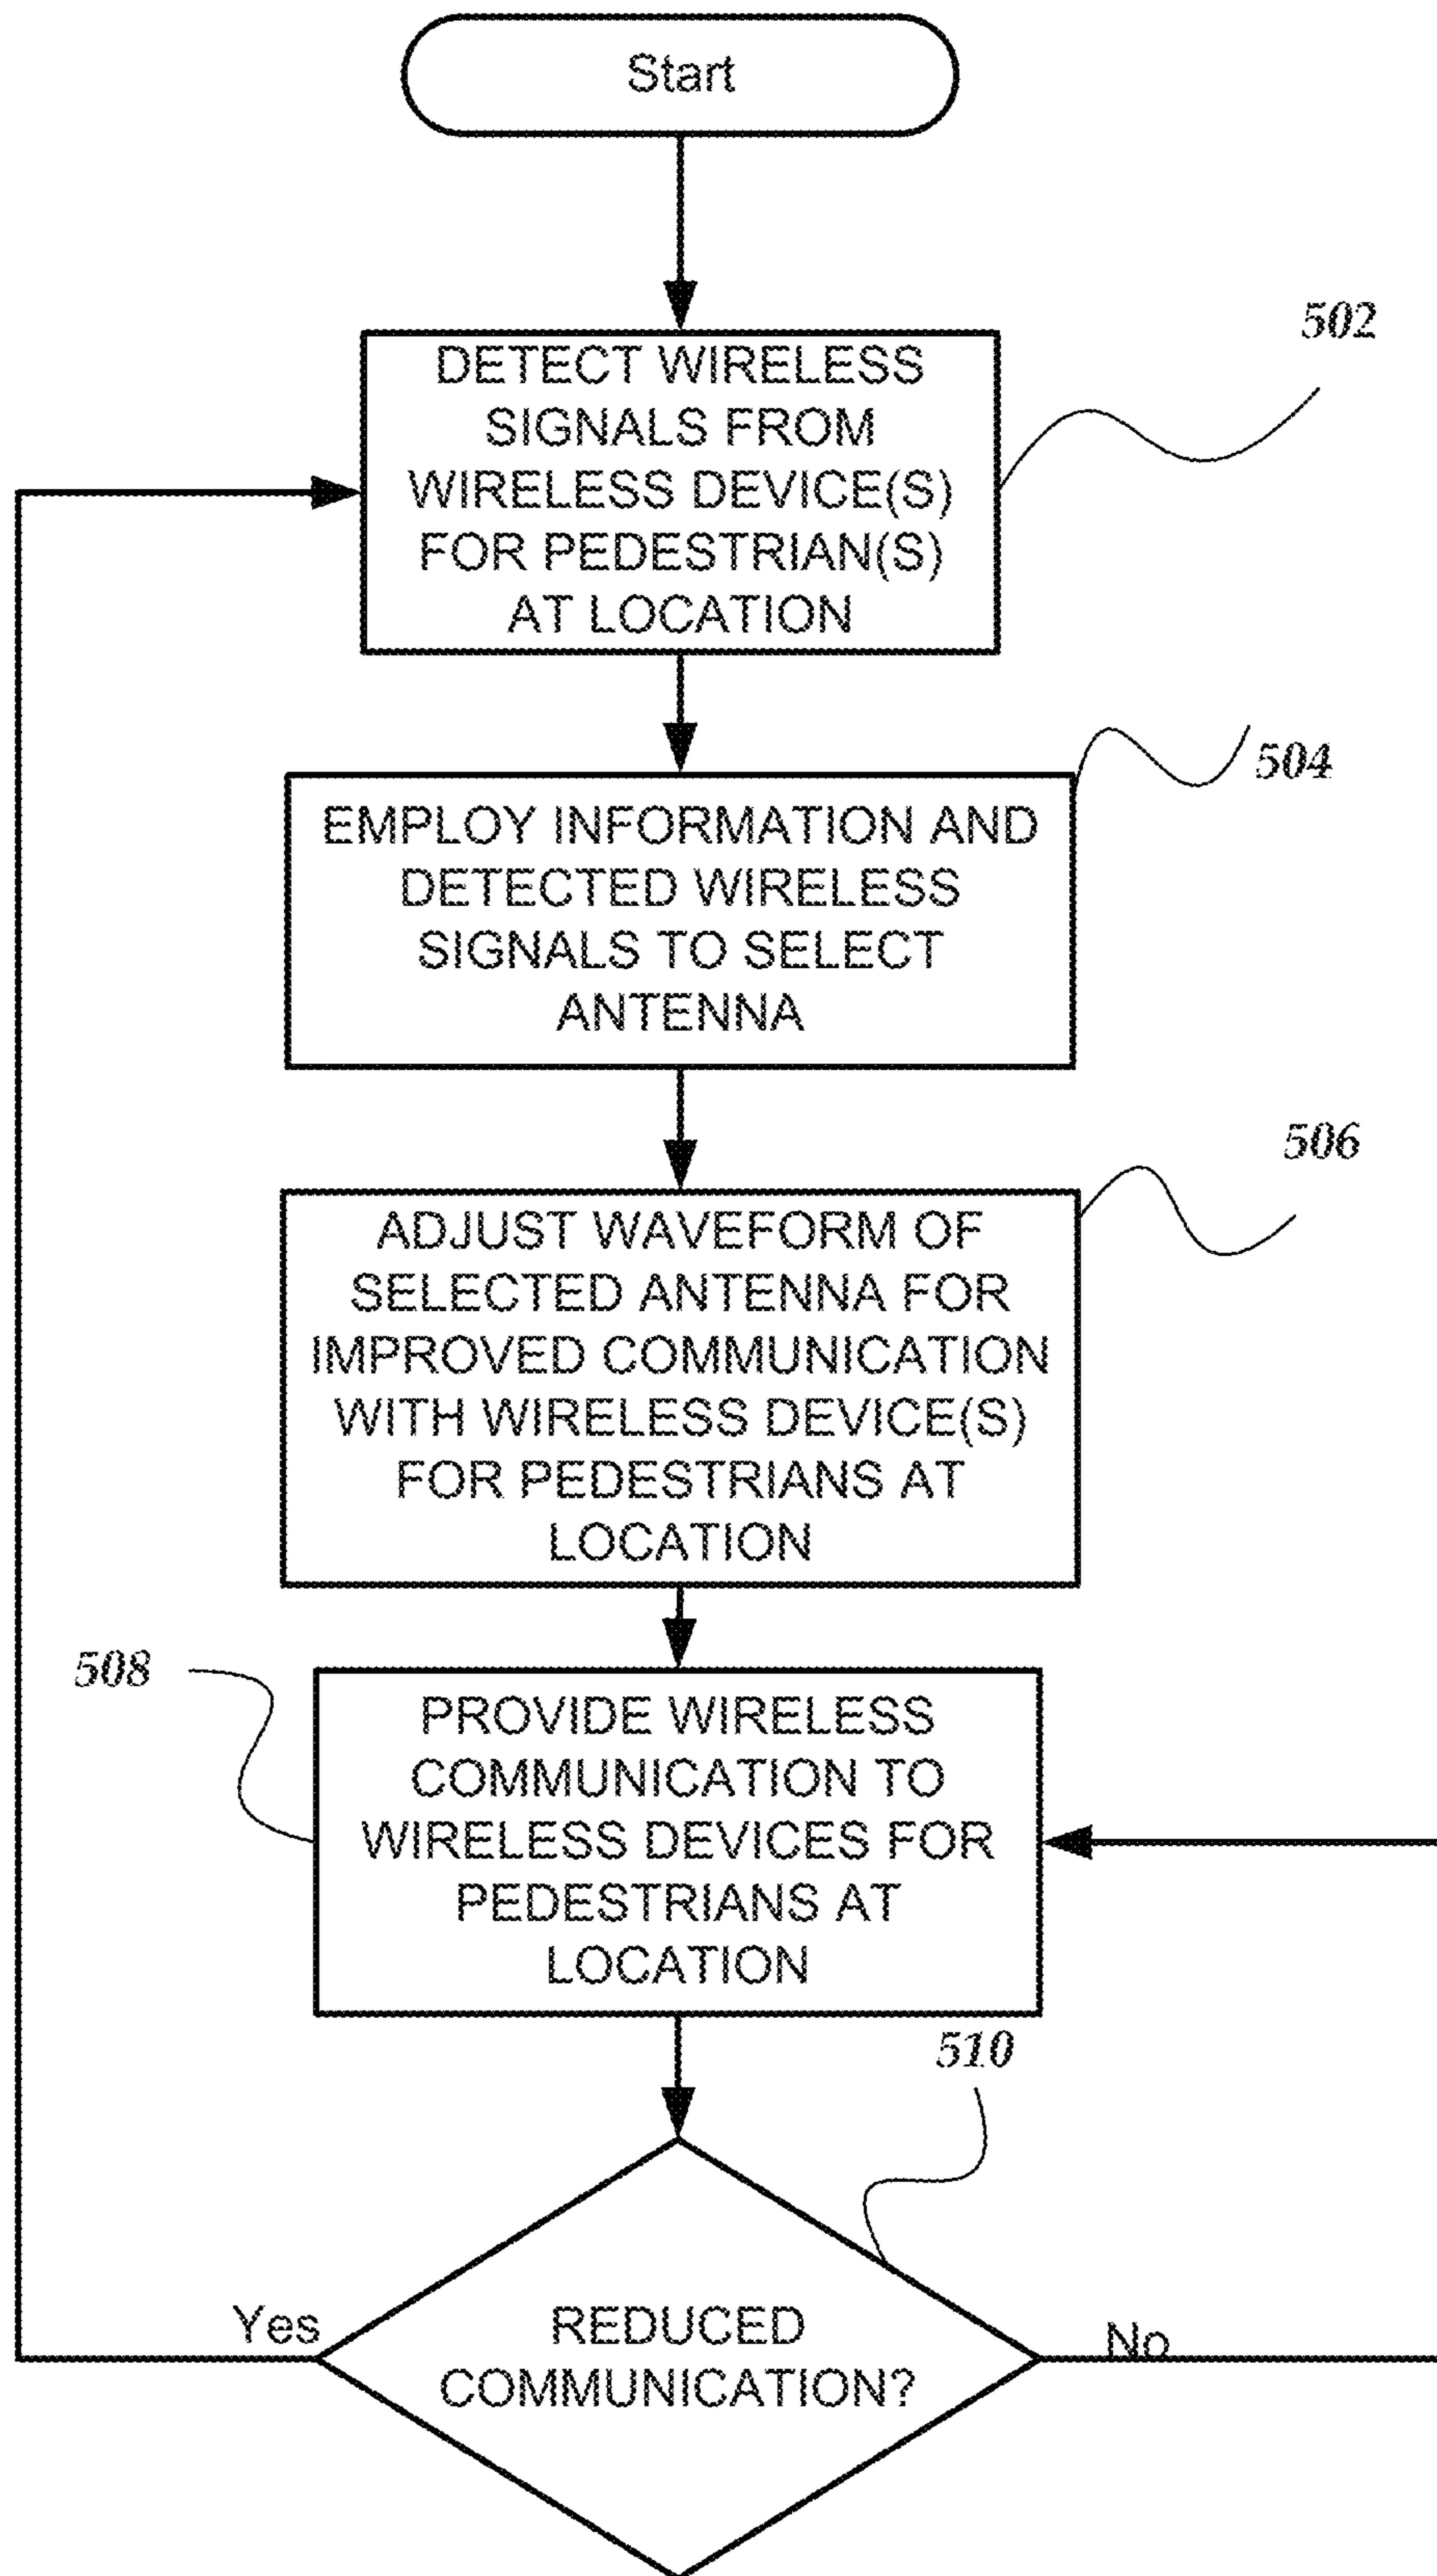 Start
502
DETECT WIRELESS
SIGNALS FROM
WIRELESS DEVICE(S)
FOR PEDESTRIAN(S)
AT LOCATION
504
EMPLOY INFORMATION AND
DETECTED WIRELESS
SIGNALS TO SELECT
ANTENNA
506
ADJUST WAVEFORM OF
SELECTED ANTENNA FOR
IMPROVED COMMUNICATION
WITH WIRELESS DEVICE(S)
FOR PEDESTRIANS AT
LOCATION
508
PROVIDE WIRELESS
COMMUNICATION TO
WIRELESS DEVICES FOR
PEDESTRIANS AT
LOCATION
510
Yes
REDUCED
COMMUNICATION?
No